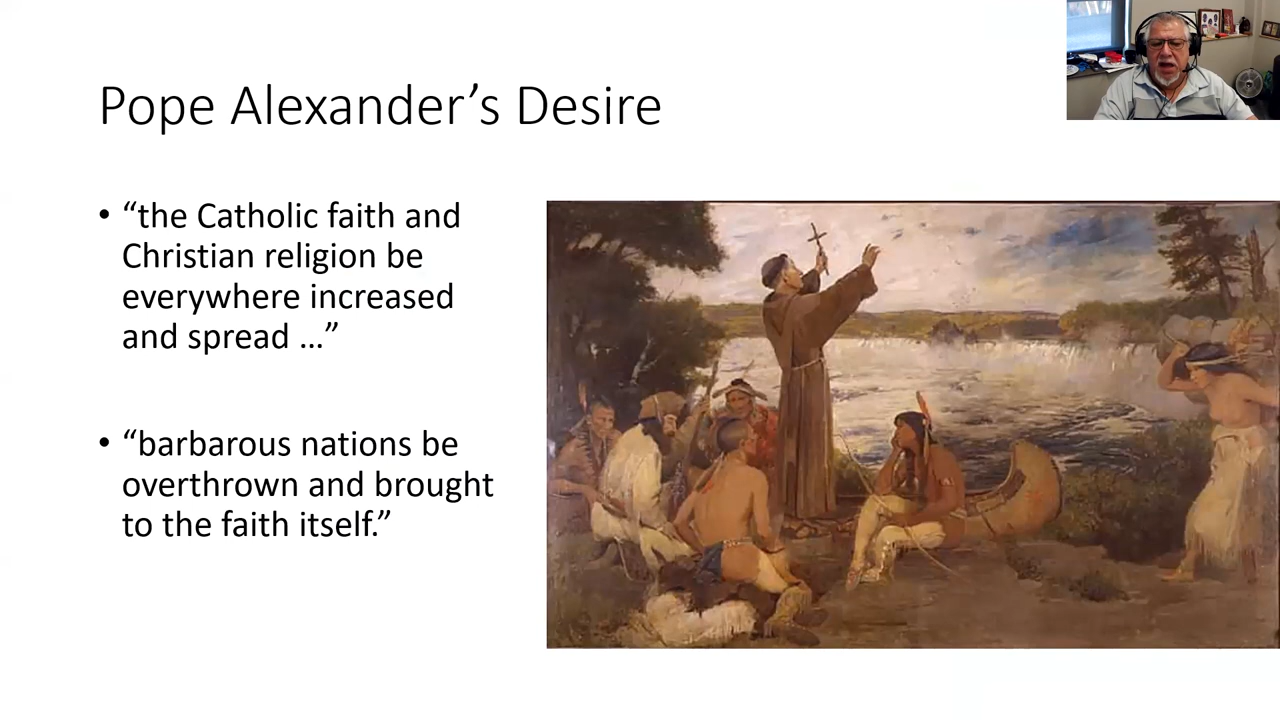 Pope Alexander’s Desire
• “the Catholic faith and
Christian religion be
everywhere increased
and spread …”
• “barbarous nations be
overthrown and brought
to the faith itself.”